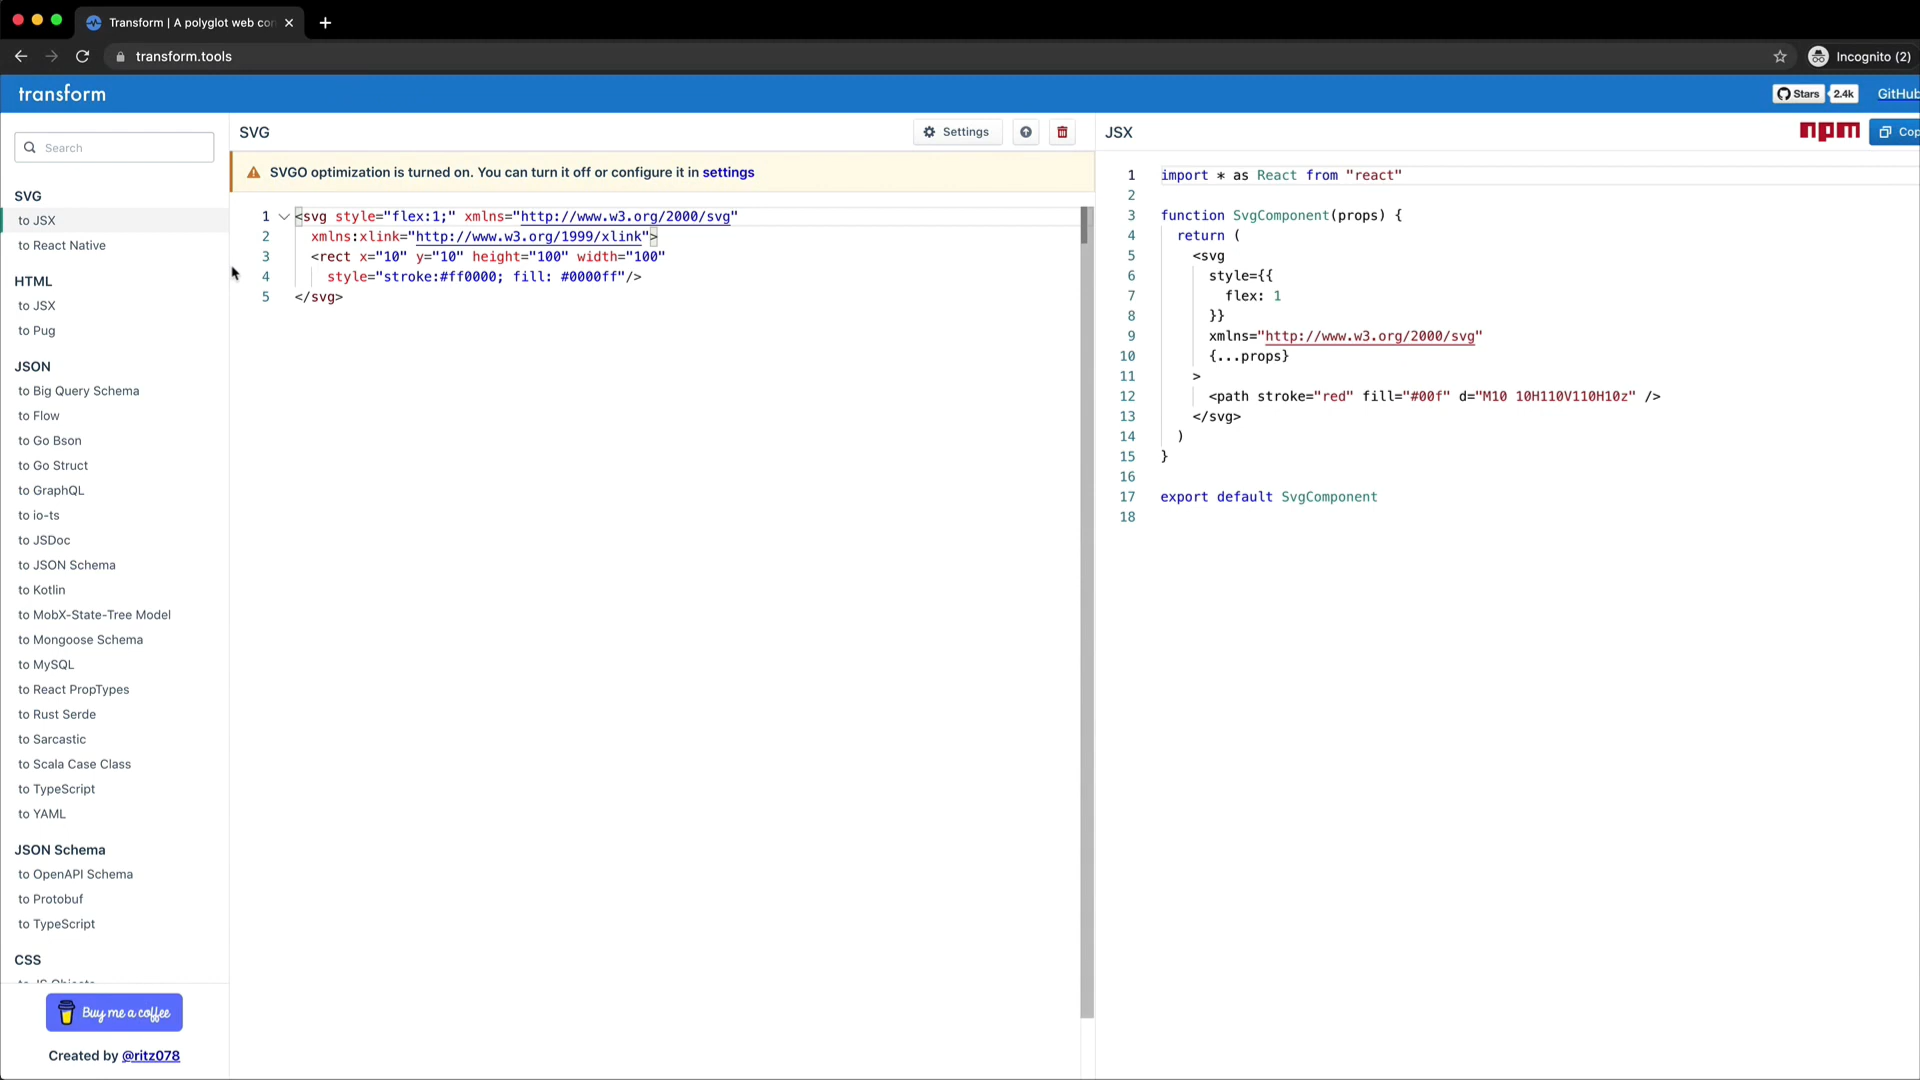 Transform | A polyglot web con
transform.tools
Incognito (2)
transform
Stars 2.4k GitHub
Search
SVG
to JSX
to React Native
HTML
to JSX
to Pug
JSON
to Big Query Schema
to Flow
to Go Bson
to Go Struct
to GraphQL
to io-ts
to JSDoc
to JSON Schema
to Kotlin
to MobX-State-Tree Model
to Mongoose Schema
to MySQL
to React PropTypes
to Rust Serde
to Sarcastic
to Scala Case Class
to TypeScript
to YAML
JSON Schema
to OpenAPI Schema
to Protobuf
to TypeScript
CSS
to JS Objects
Buy me a coffee
Created by @ritz078
SVG
Settings
SVGO optimization is turned on. You can turn it off or configure it in settings
1 <svg style="flex:1;" xmlns="http://www.w3.org/2000/svg"
2 xmlns:xlink="http://www.w3.org/1999/xlink">
3 <rect x="10" y="10" height="100" width="100"
4 style="stroke:#ff0000; fill: #0000ff"/>
5 </svg>
JSX
npm
Cop
1 import * as React from "react"
2
3 function SvgComponent(props) {
4 return (
5 <svg
6 style={{
7 flex: 1
8 }}
9 xmlns="http://www.w3.org/2000/svg"
10 {...props}
11 >
12 <path stroke="red" fill="#00f" d="M10 10H110V110H10z" />
13 </svg>
14 )
15 }
16
17 export default SvgComponent
18